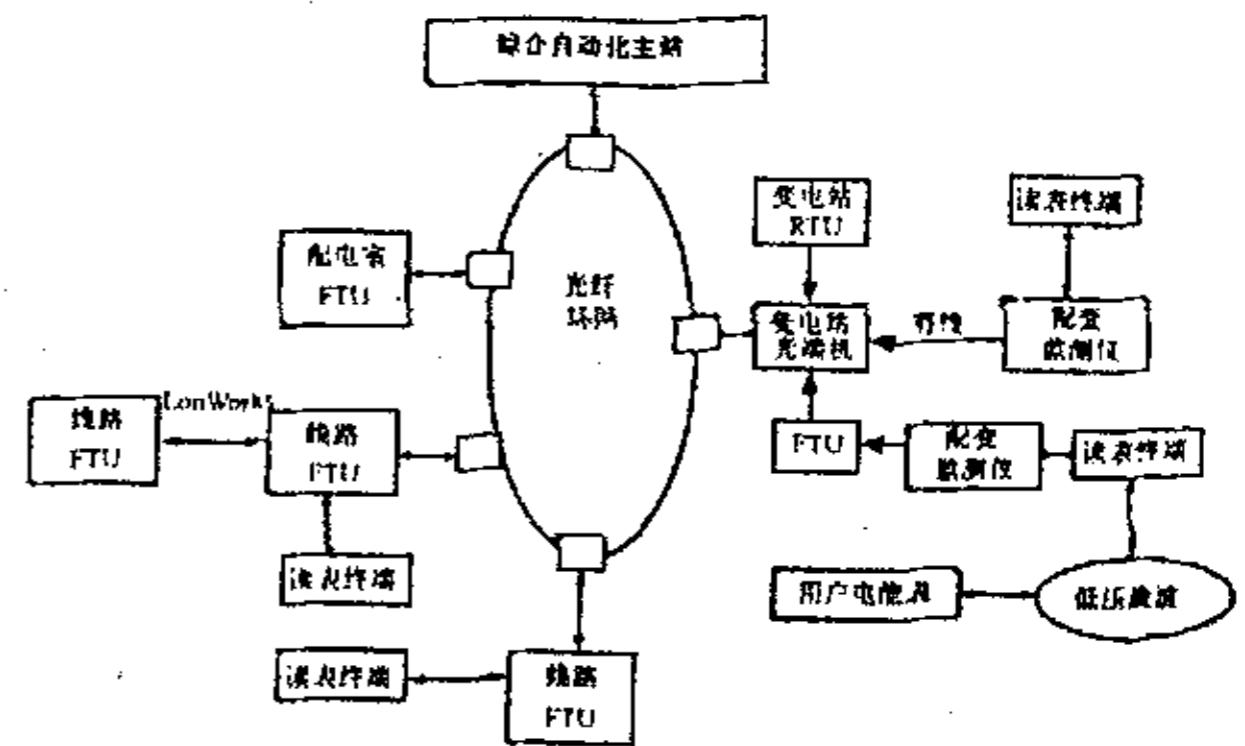 综合自动化主站
变电站
RTU
读表终端
配电室
FTU
光纤
环网
变电站
光端机
有线
配变
监测仪
线路
FTU
LonWorks
线路
FTU
FTU
配变
监测仪
读表终端
读表终端
用户电能表
低压载波
读表终端
线路
FTU